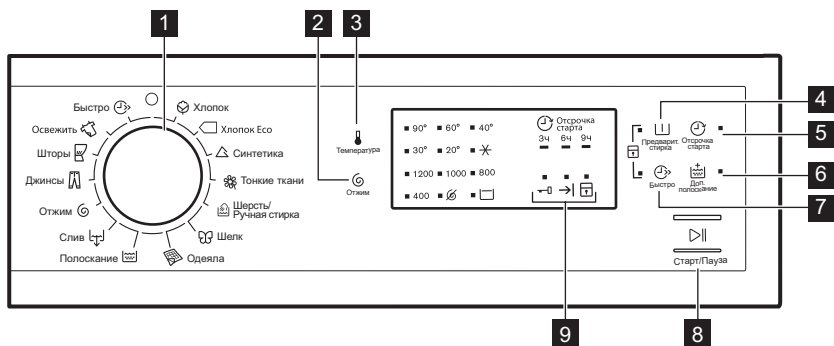 1
2
3
4
5
6
7
8
9
Быстро
Хлопок
Освежить
Хлопок Eco
Шторы
Синтетика
Джинсы
Тонкие ткани
Отжим
Шерсть/
Ручная стирка
Слив
Шелк
Полоскание
Одеяла
Температура
Отжим
90° 60° 40°
30° 20°
1200 1000 800
400
Отсрочка
старта
3ч 6ч 9ч
Предварит.
стирка
Отсрочка
старта
Быстро
Доп.
полоскание
Старт/Пауза